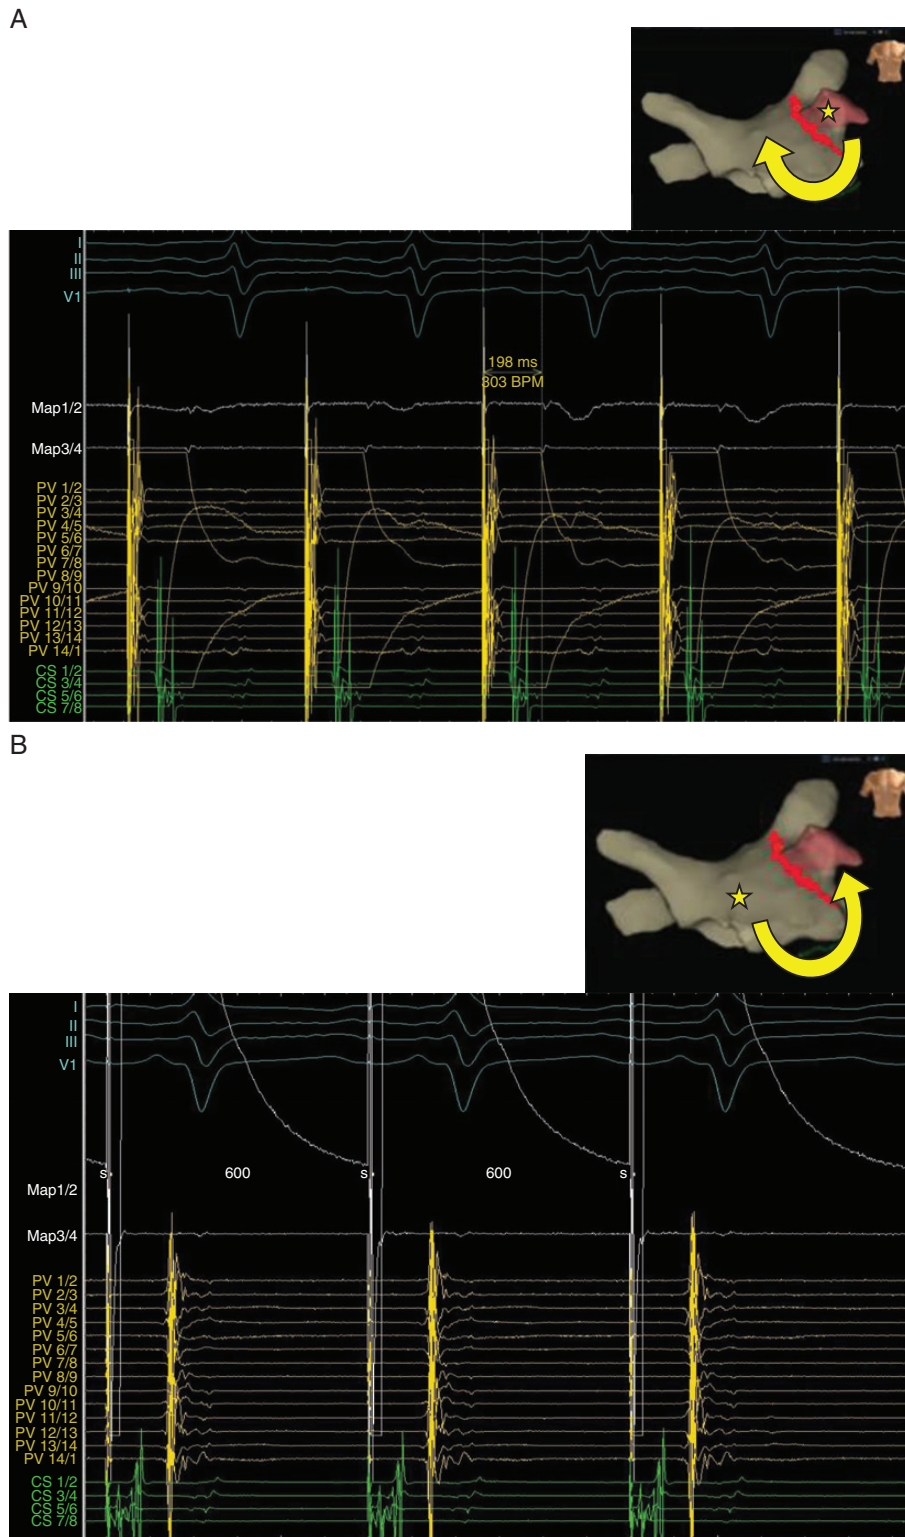 A
I
II
III
V1
198 ms
303 BPM
Map1/2
Map3/4
PV 1/2
PV 2/3
PV 3/4
PV 4/5
PV 5/6
PV 6/7
PV 7/8
PV 8/9
PV 9/10
PV 10/11
PV 11/12
PV 12/13
PV 13/14
PV 14/1
CS 1/2
CS 3/4
CS 5/6
CS 7/8
B
I
II
III
V1
s 600 s 600 s
Map1/2
Map3/4
PV 1/2
PV 2/3
PV 3/4
PV 4/5
PV 5/6
PV 6/7
PV 7/8
PV 8/9
PV 9/10
PV 10/11
PV 11/12
PV 12/13
PV 13/14
PV 14/1
CS 1/2
CS 3/4
CS 5/6
CS 7/8